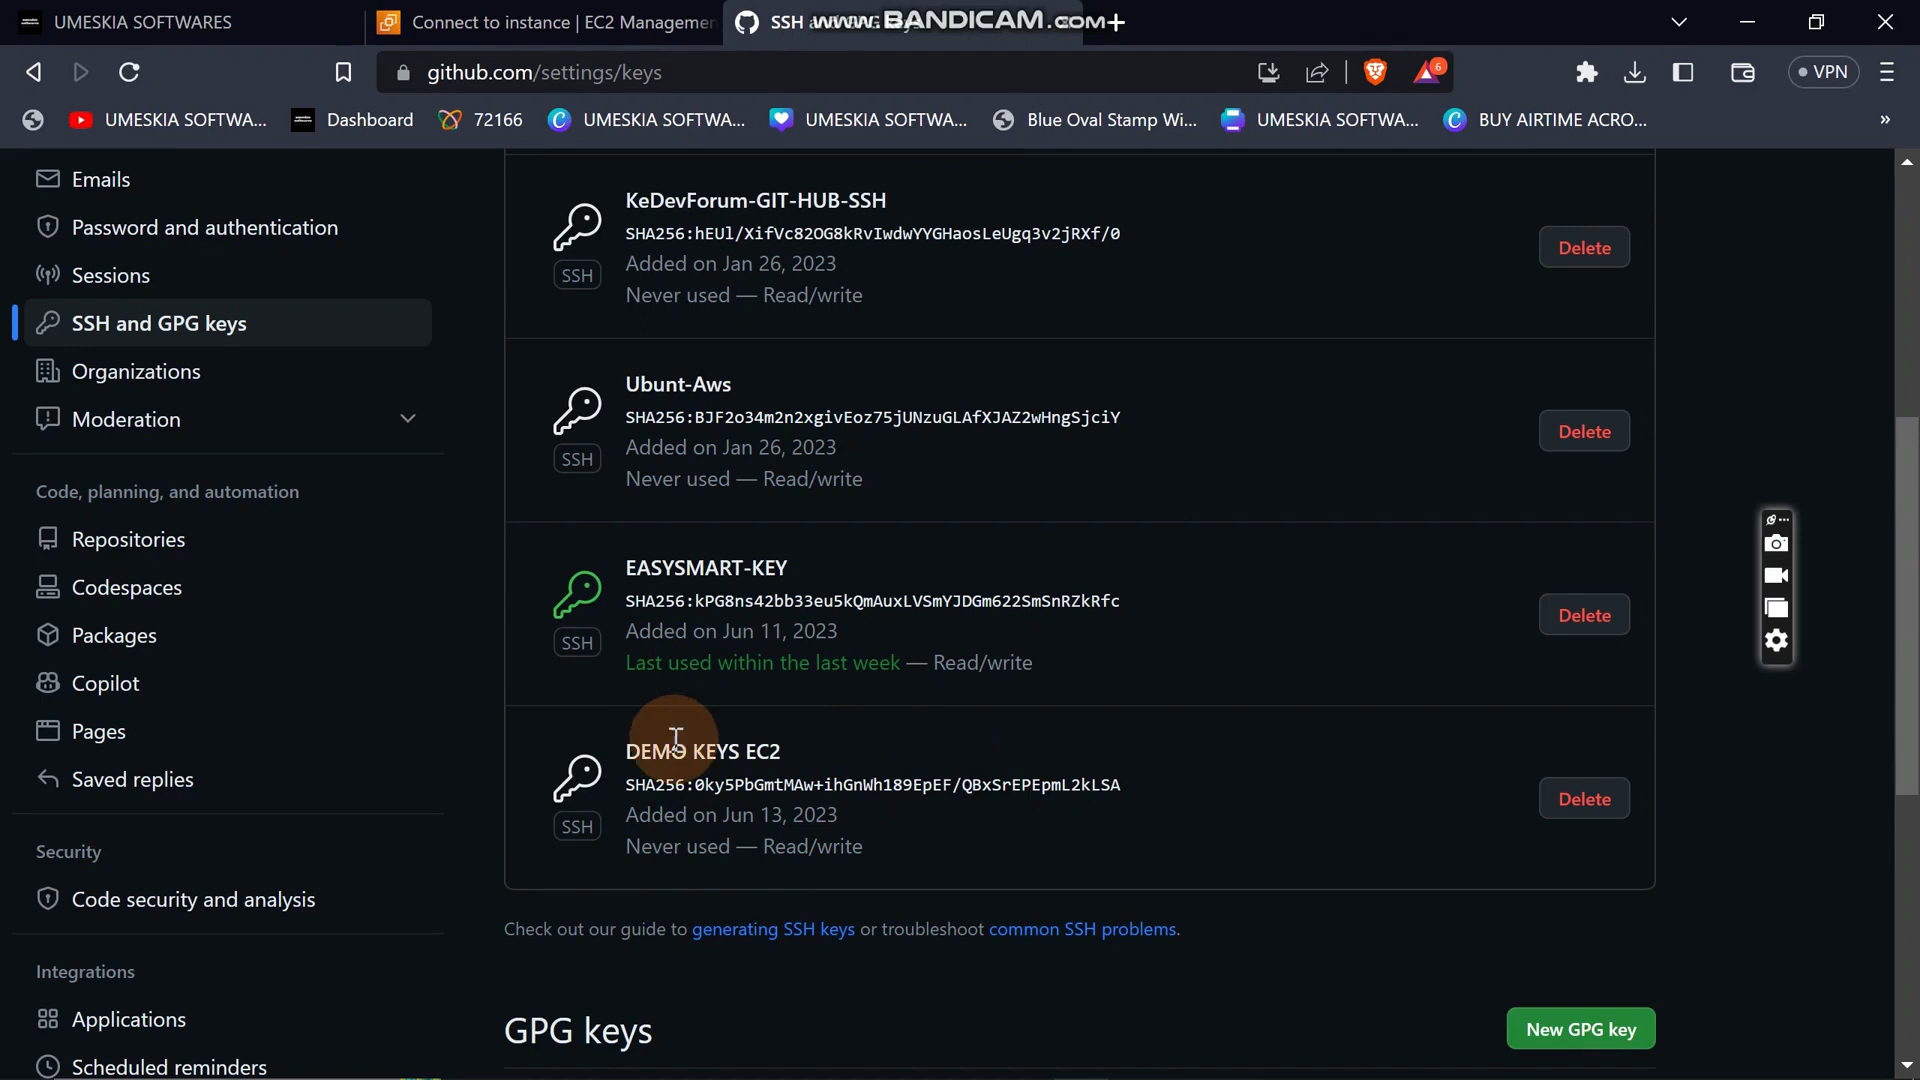 UMESKIA SOFTWARES
Connect to instance | EC2 Managemen
SSH
www.BANDICAM.com
github.com/settings/keys
6
VPN
UMESKIA SOFTWA...
Dashboard
72166
UMESKIA SOFTWA...
UMESKIA SOFTWA...
Blue Oval Stamp Wi...
UMESKIA SOFTWA...
BUY AIRTIME ACRO...
»
Emails
Password and authentication
Sessions
SSH and GPG keys
Organizations
Moderation
Code, planning, and automation
Repositories
Codespaces
Packages
Copilot
Pages
Saved replies
Security
Code security and analysis
Integrations
Applications
Scheduled reminders
KeDevForum-GIT-HUB-SSH
SHA256:hEUl/XifVc82OG8kRvIwdwYYGHaosLeUgq3v2jRXf/0
Added on Jan 26, 2023
Never used — Read/write
SSH
Delete
Ubunt-Aws
SHA256:BJF2o34m2n2xgivEoz75jUNzuGLAfXJAZ2wHngSjciY
Added on Jan 26, 2023
Never used — Read/write
SSH
Delete
EASYSMART-KEY
SHA256:kPG8ns42bb33eu5kQmAuxLVSmYJDGm622SmSnRZkRfc
Added on Jun 11, 2023
Last used within the last week — Read/write
SSH
Delete
DEMO KEYS EC2
SHA256:0ky5PbGmtMAw+ihGnWh189EpEF/QBxSrEPEpmL2kLSA
Added on Jun 13, 2023
Never used — Read/write
SSH
Delete
Check out our guide to generating SSH keys or troubleshoot common SSH problems.
GPG keys
New GPG key